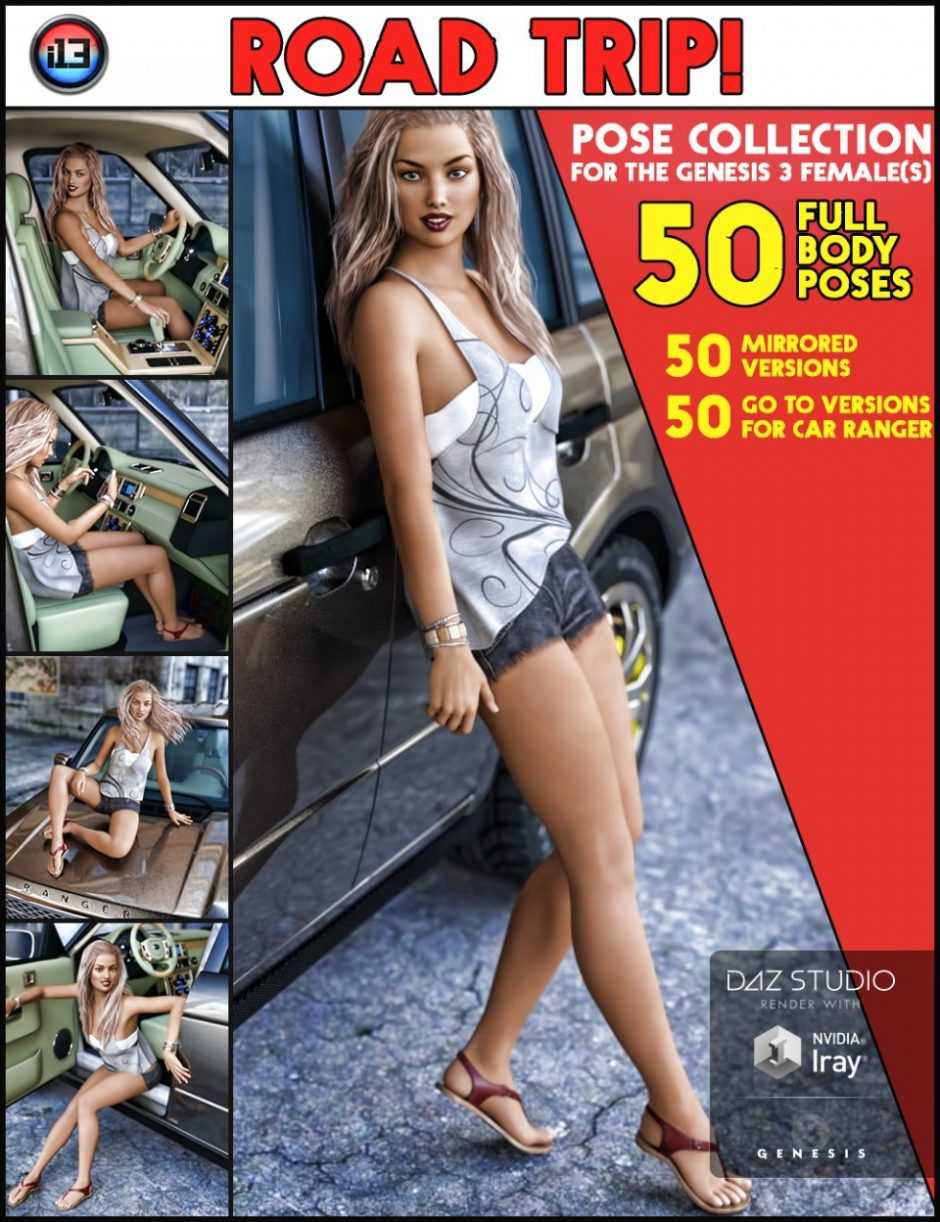 i13
ROAD TRIP!
POSE COLLECTION
FOR THE GENESIS 3 FEMALE(S)
50 FULL
BODY
POSES
50 MIRRORED
VERSIONS
50 GO TO VERSIONS
FOR CAR RANGER
RANGER
DAZ STUDIO
RENDER WITH
NVIDIA
Iray
GENESIS